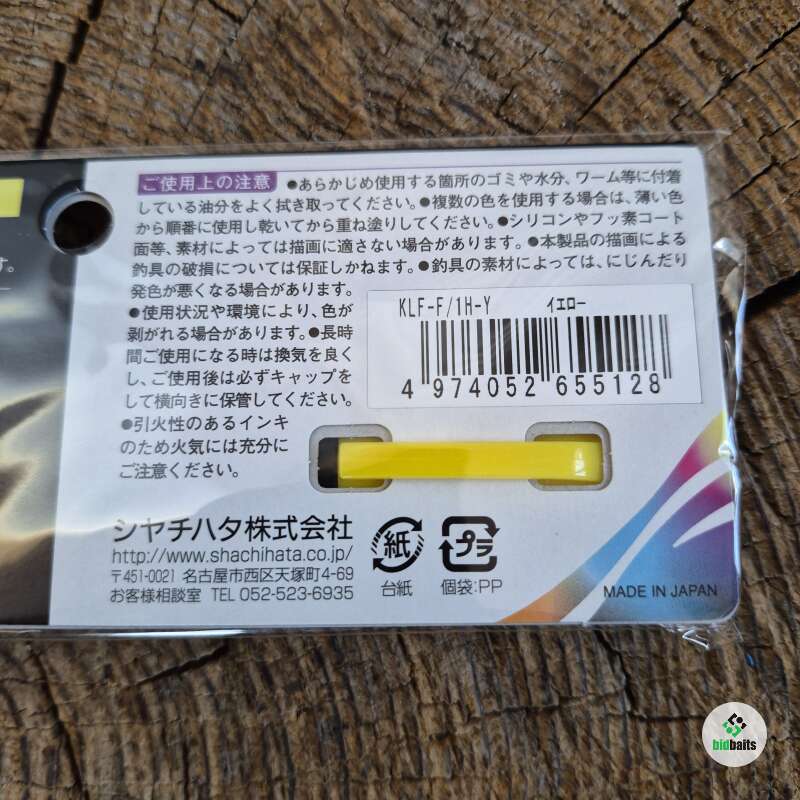 ご使用上の注意 ●あらかじめ使用する箇所のゴミや水分、ワーム等に付着
している油分をよく拭き取ってください。●複数の色を使用する場合は、薄い色
から順番に使用し乾いてから重ね塗りしてください。●シリコンやフッ素コート
面等、素材によっては描画に適さない場合があります。●本製品の描画による
釣具の破損については保証しかねます。●釣具の素材によっては、にじんだり
発色が悪くなる場合があります。
●使用状況や環境により、色が
剥がれる場合があります。●長時
間ご使用になる時は換気を良く
し、ご使用後は必ずキャップを
して横向きに保管してください。
●引火性のあるインキ
のため火気には充分に
ご注意ください。
す。
KLF-F/1H-Y イエロー
4 974052 655128
シヤチハタ株式会社
http://www.shachihata.co.jp/
〒451-0021 名古屋市西区天塚町4-69
お客様相談室 TEL 052-523-6935
紙
台紙
プラ
個袋:PP
MADE IN JAPAN
bidbaits